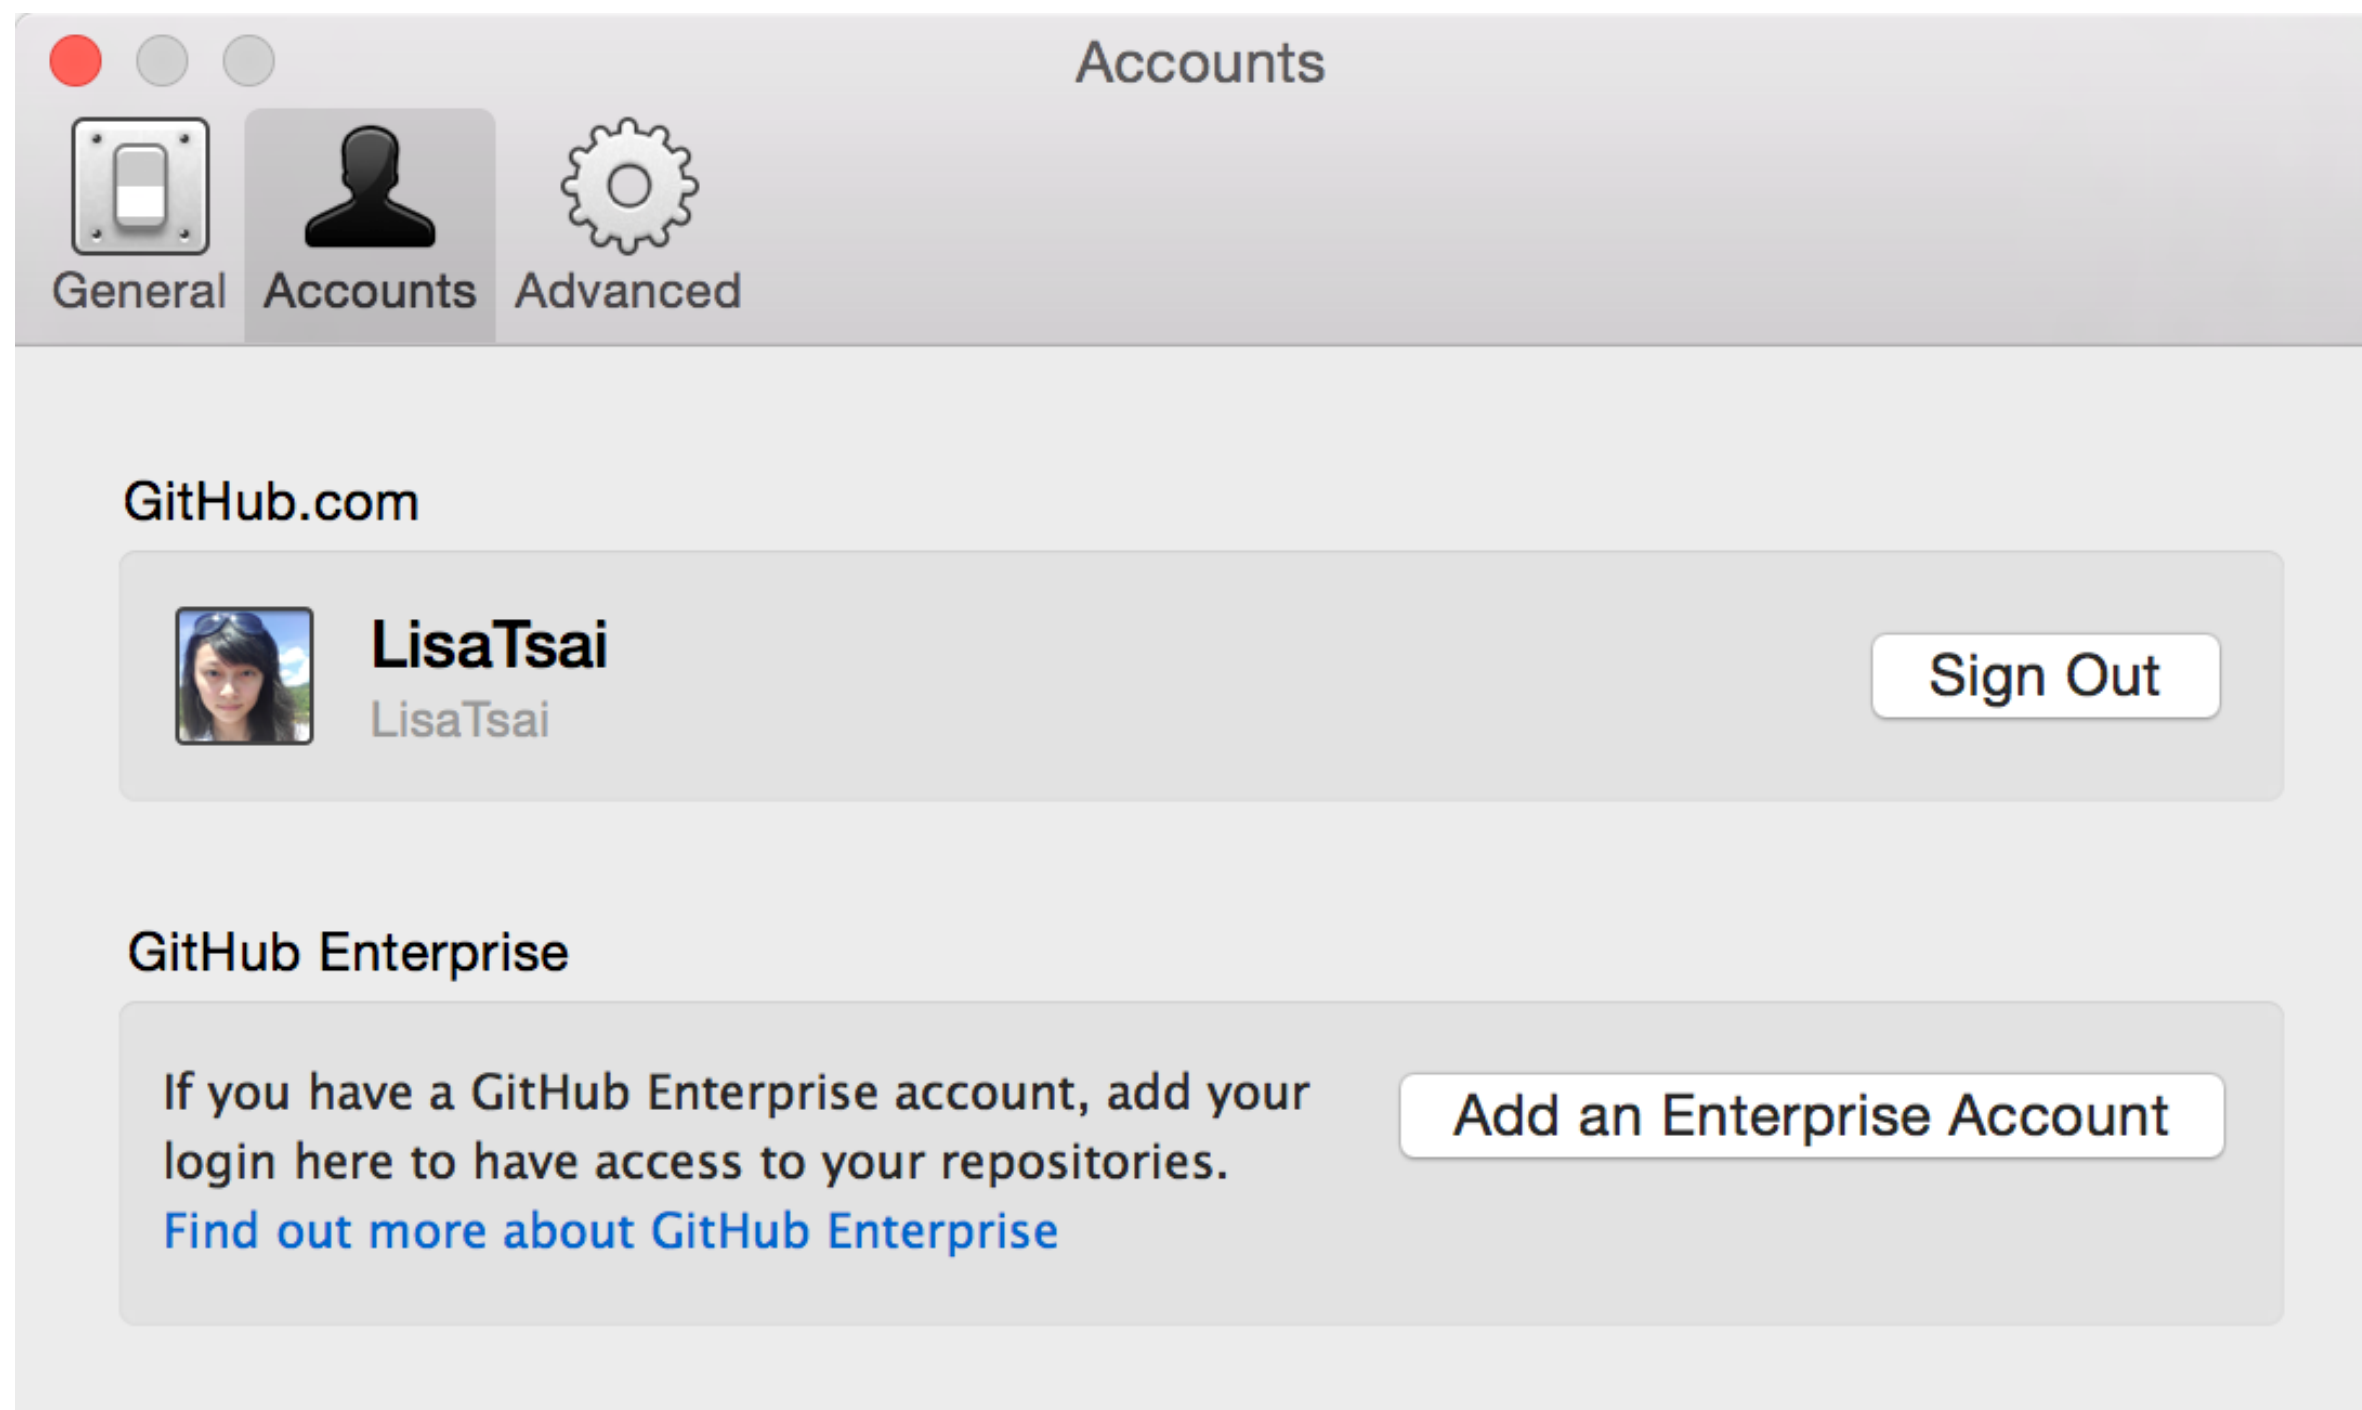 Accounts
General Accounts Advanced
GitHub.com
LisaTsai
LisaTsai
Sign Out
GitHub Enterprise
If you have a GitHub Enterprise account, add your
login here to have access to your repositories.
Find out more about GitHub Enterprise
Add an Enterprise Account